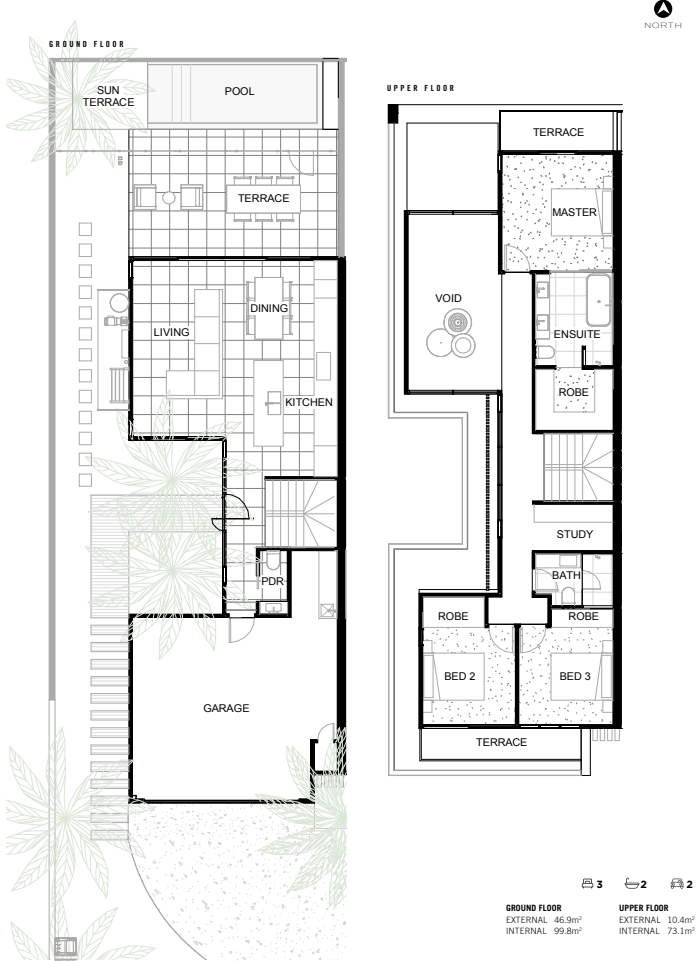 NORTH
GROUND FLOOR
SUN
TERRACE
POOL
TERRACE
DINING
LIVING
KITCHEN
PDR
GARAGE
UPPER FLOOR
TERRACE
MASTER
VOID
ENSUITE
ROBE
STUDY
BATH
ROBE
ROBE
BED 2
BED 3
TERRACE
3 2 2
GROUND FLOOR
EXTERNAL 46.9m²
INTERNAL 99.8m²
UPPER FLOOR
EXTERNAL 10.4m²
INTERNAL 73.1m²